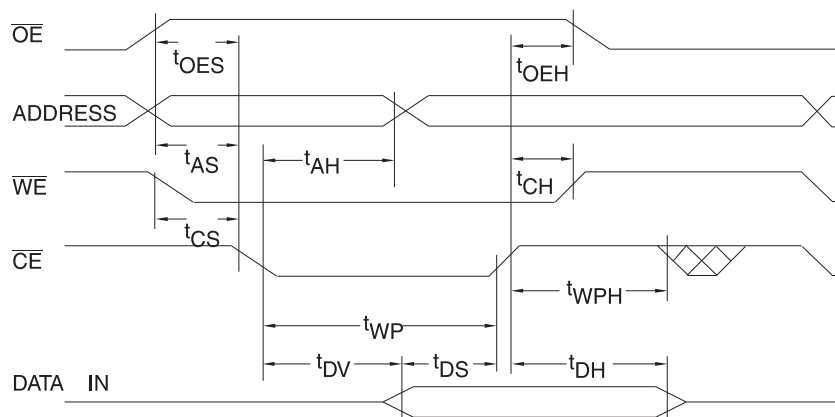 OE
tOES
tOEH
ADDRESS
tAS
tAH
WE
tCH
tCS
CE
tWPH
tWP
tDV
tDS
tDH
DATA IN